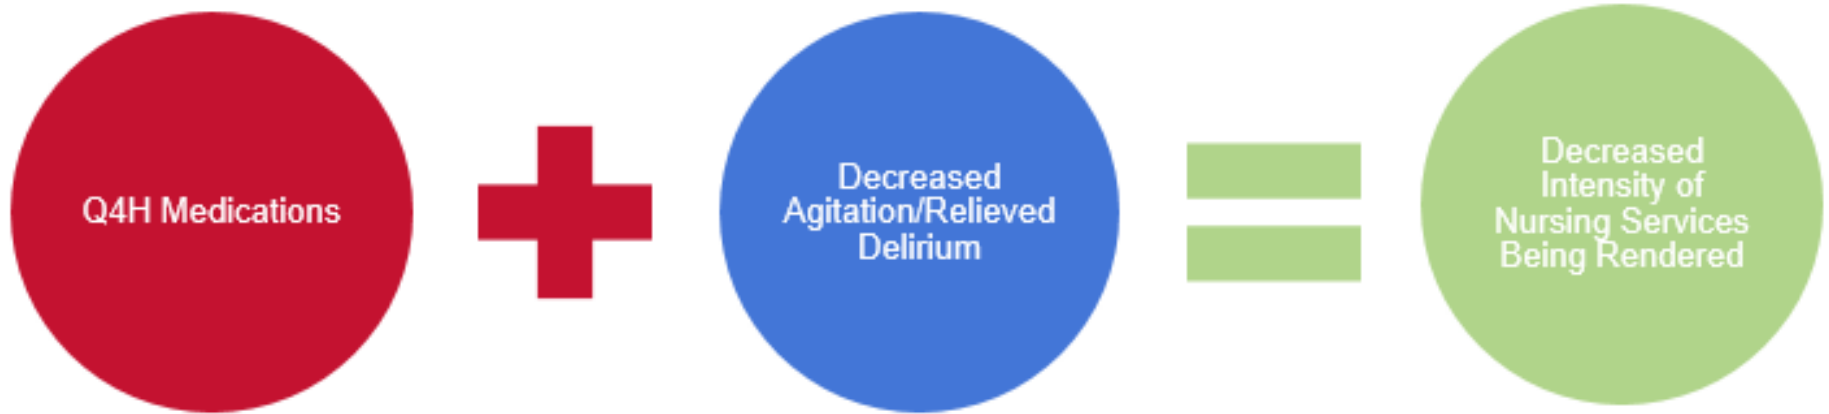 Q4H Medications
Decreased
Agitation/Relieved
Delirium
Decreased
Intensity of
Nursing Services
Being Rendered